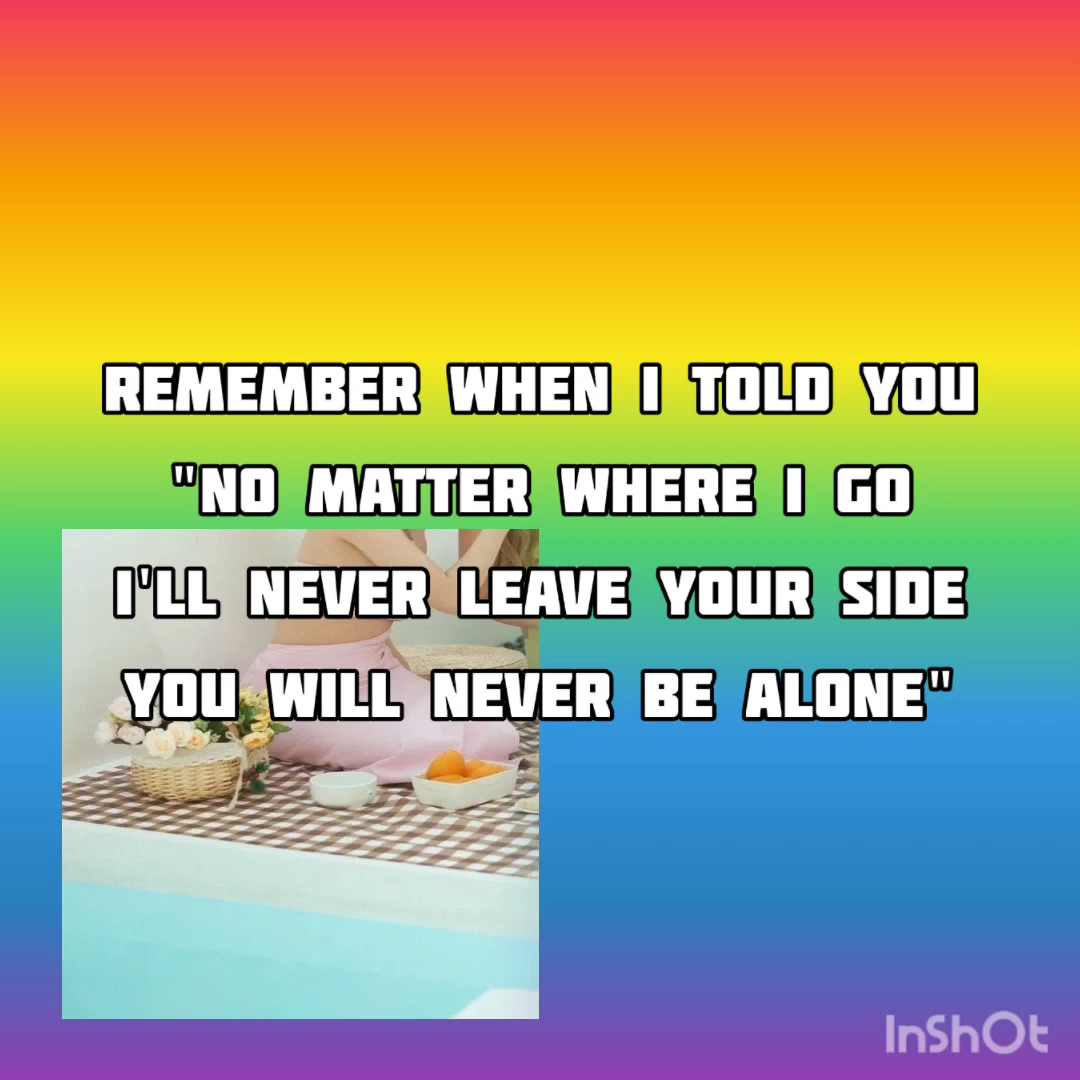 REMEMBER WHEN I TOLD YOU
"NO MATTER WHERE I GO
I'LL NEVER LEAVE YOUR SIDE
YOU WILL NEVER BE ALONE"
InShOt